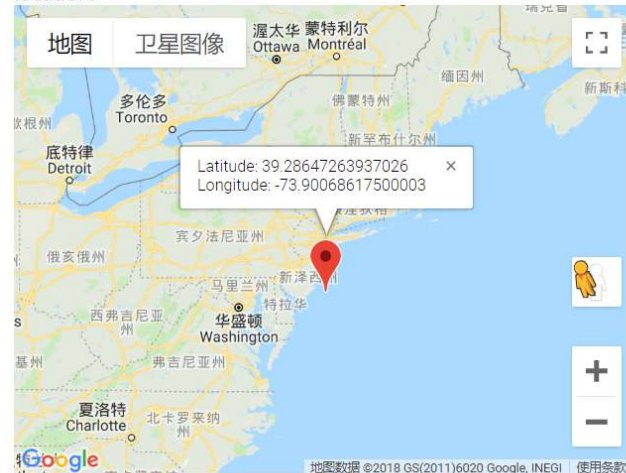 地图
卫星图像
渥太华
Ottawa
蒙特利尔
Montréal
缅因州
多伦多
Toronto
佛蒙特州
新罕布什尔州
底特律
Detroit
Latitude: 39.28647263937026
Longitude: -73.90068617500003
×
宾夕法尼亚州
俄亥俄州
马里兰州
新泽西州
特拉华
西弗吉尼亚
州
华盛顿
Washington
弗吉尼亚州
夏洛特
Charlotte
北卡罗来纳
州
+
−
Google
地图数据 ©2018 GS(2011)6020 Google, INEGI
使用条款